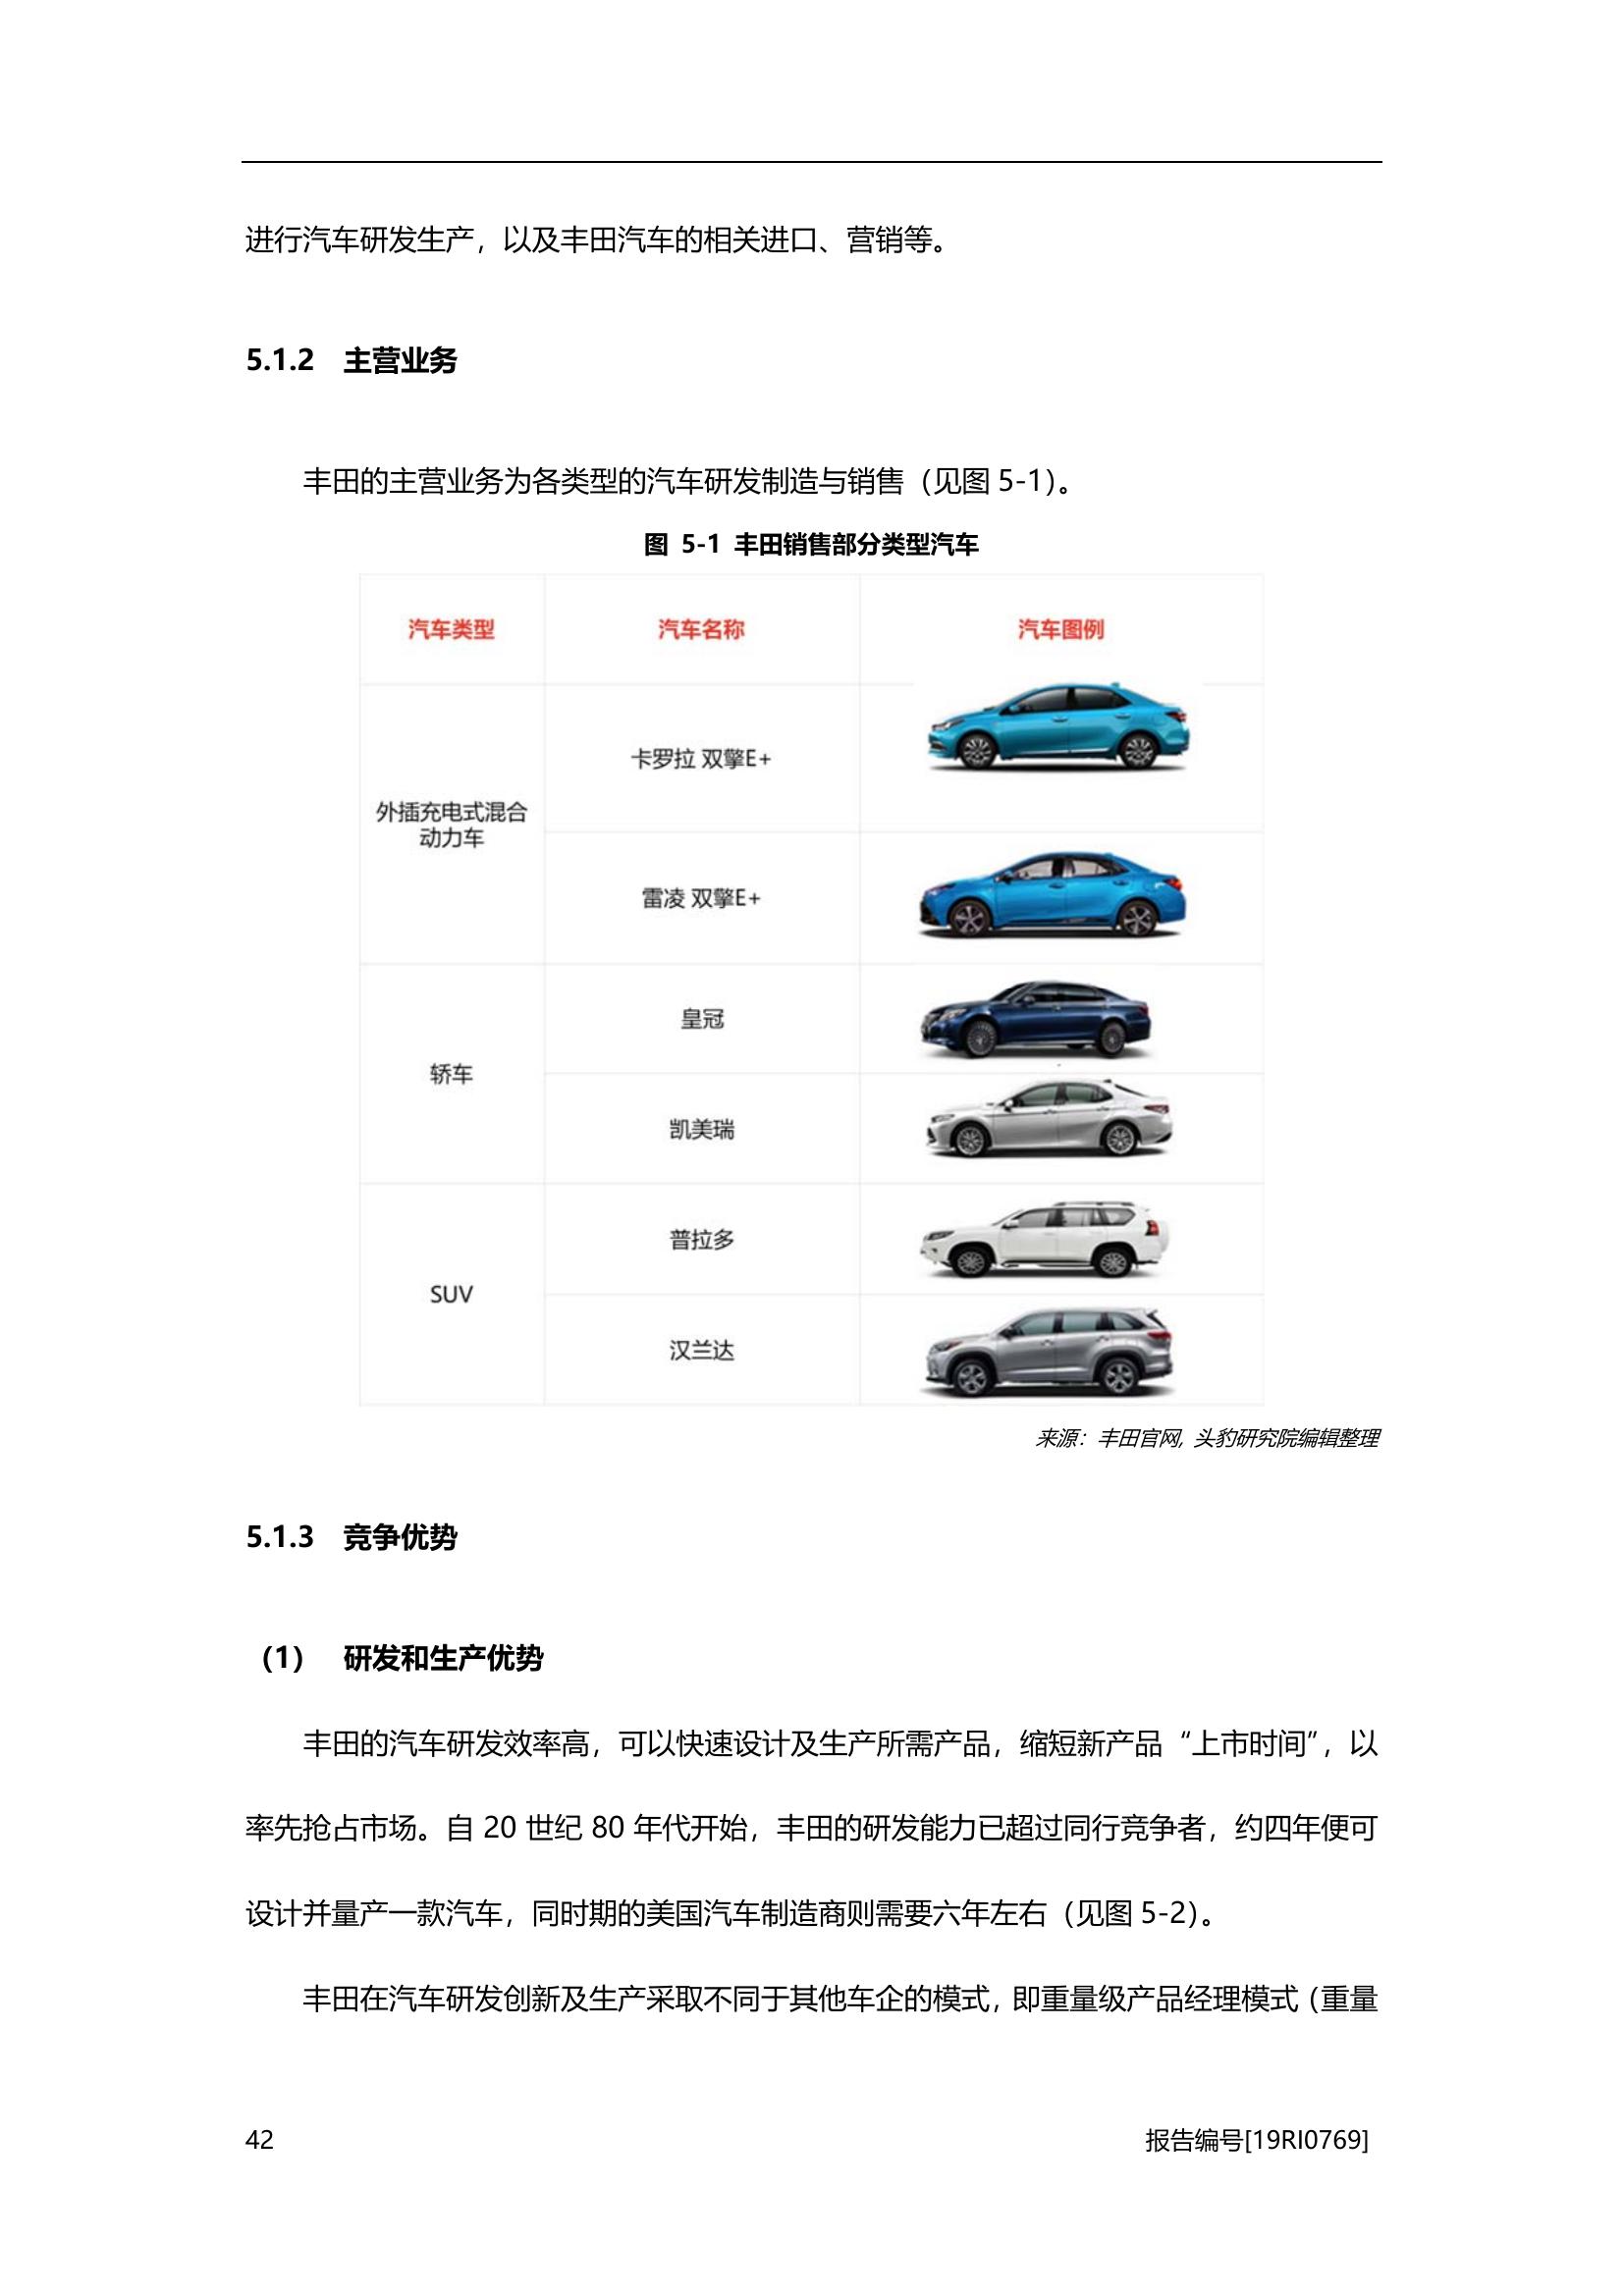 进行汽车研发生产，以及丰田汽车的相关进口、营销等。
5.1.2 主营业务
丰田的主营业务为各类型的汽车研发制造与销售（见图 5-1）。
图 5-1 丰田销售部分类型汽车
汽车类型 汽车名称 汽车图例
外插充电式混合
动力车
卡罗拉 双擎E+
雷凌 双擎E+
轿车
皇冠
凯美瑞
SUV
普拉多
汉兰达
来源：丰田官网, 头豹研究院编辑整理
5.1.3 竞争优势
（1） 研发和生产优势
丰田的汽车研发效率高，可以快速设计及生产所需产品，缩短新产品“上市时间”，以
率先抢占市场。自 20 世纪 80 年代开始，丰田的研发能力已超过同行竞争者，约四年便可
设计并量产一款汽车，同时期的美国汽车制造商则需要六年左右（见图 5-2）。
丰田在汽车研发创新及生产采取不同于其他车企的模式，即重量级产品经理模式（重量
42 报告编号[19RI0769]